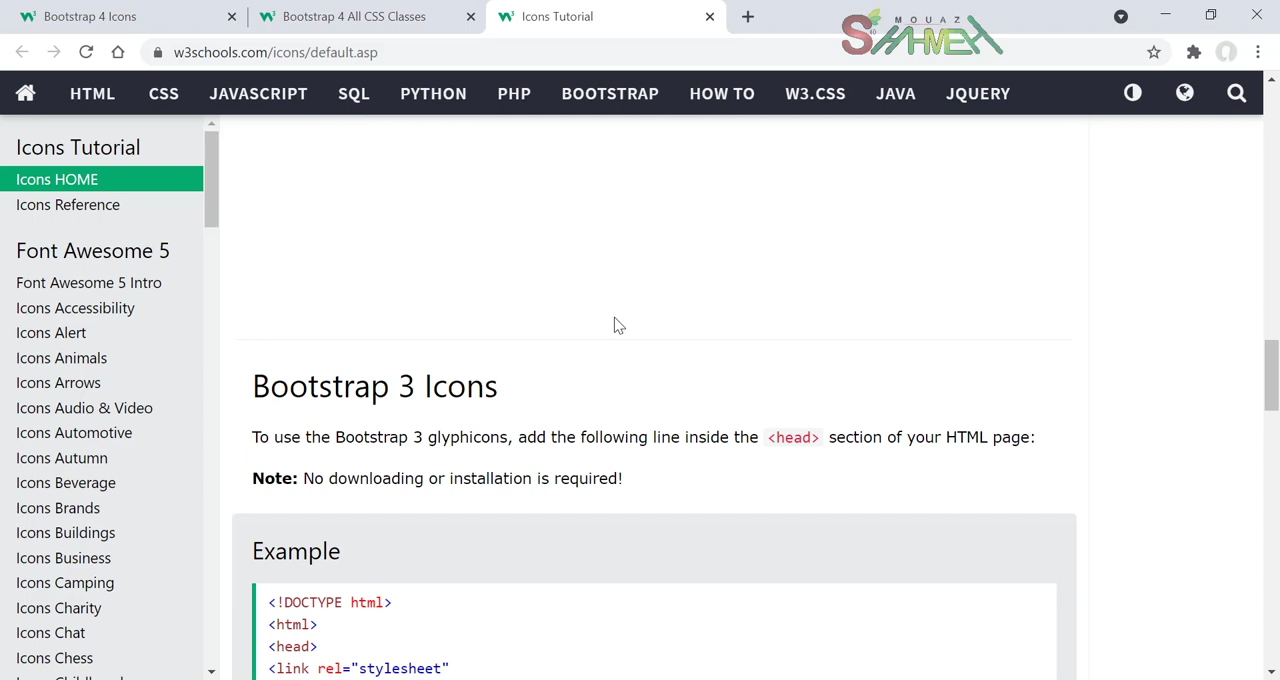 Bootstrap 4 Icons
Bootstrap 4 All CSS Classes
Icons Tutorial
MOUAZ
SAHMEH
w3schools.com/icons/default.asp
HTML CSS JAVASCRIPT SQL PYTHON PHP BOOTSTRAP HOW TO W3.CSS JAVA JQUERY
Icons Tutorial
Icons HOME
Icons Reference
Font Awesome 5
Font Awesome 5 Intro
Icons Accessibility
Icons Alert
Icons Animals
Icons Arrows
Icons Audio & Video
Icons Automotive
Icons Autumn
Icons Beverage
Icons Brands
Icons Buildings
Icons Business
Icons Camping
Icons Charity
Icons Chat
Icons Chess
Bootstrap 3 Icons
To use the Bootstrap 3 glyphicons, add the following line inside the <head> section of your HTML page:
Note: No downloading or installation is required!
Example
<!DOCTYPE html>
<html>
<head>
<link rel="stylesheet"